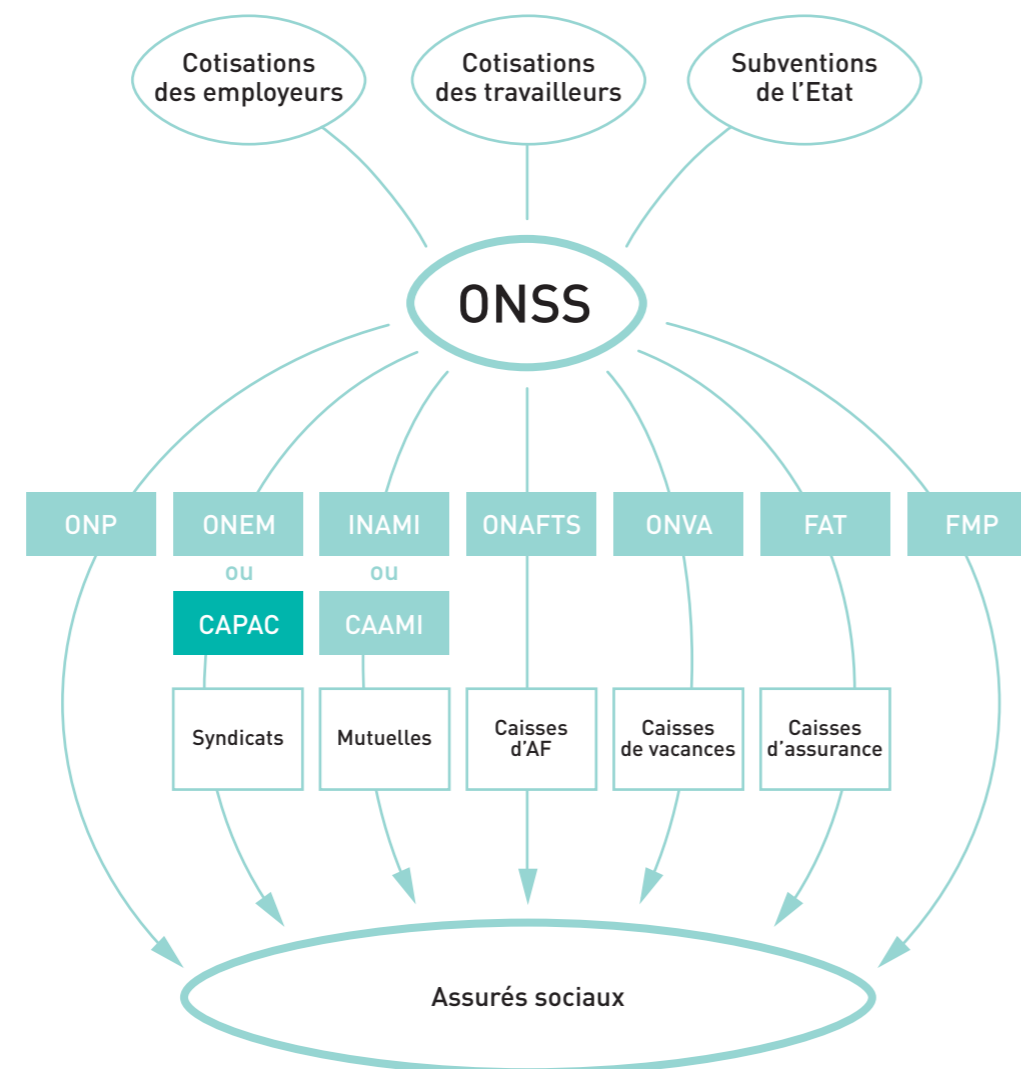 Cotisations
des employeurs
Cotisations
des travailleurs
Subventions
de l'Etat
ONSS
ONP
ONEM
INAMI
ONAFTS
ONVA
FAT
FMP
ou
ou
CAPAC
CAAMI
Syndicats
Mutuelles
Caisses
d'AF
Caisses
de vacances
Caisses
d'assurance
Assurés sociaux